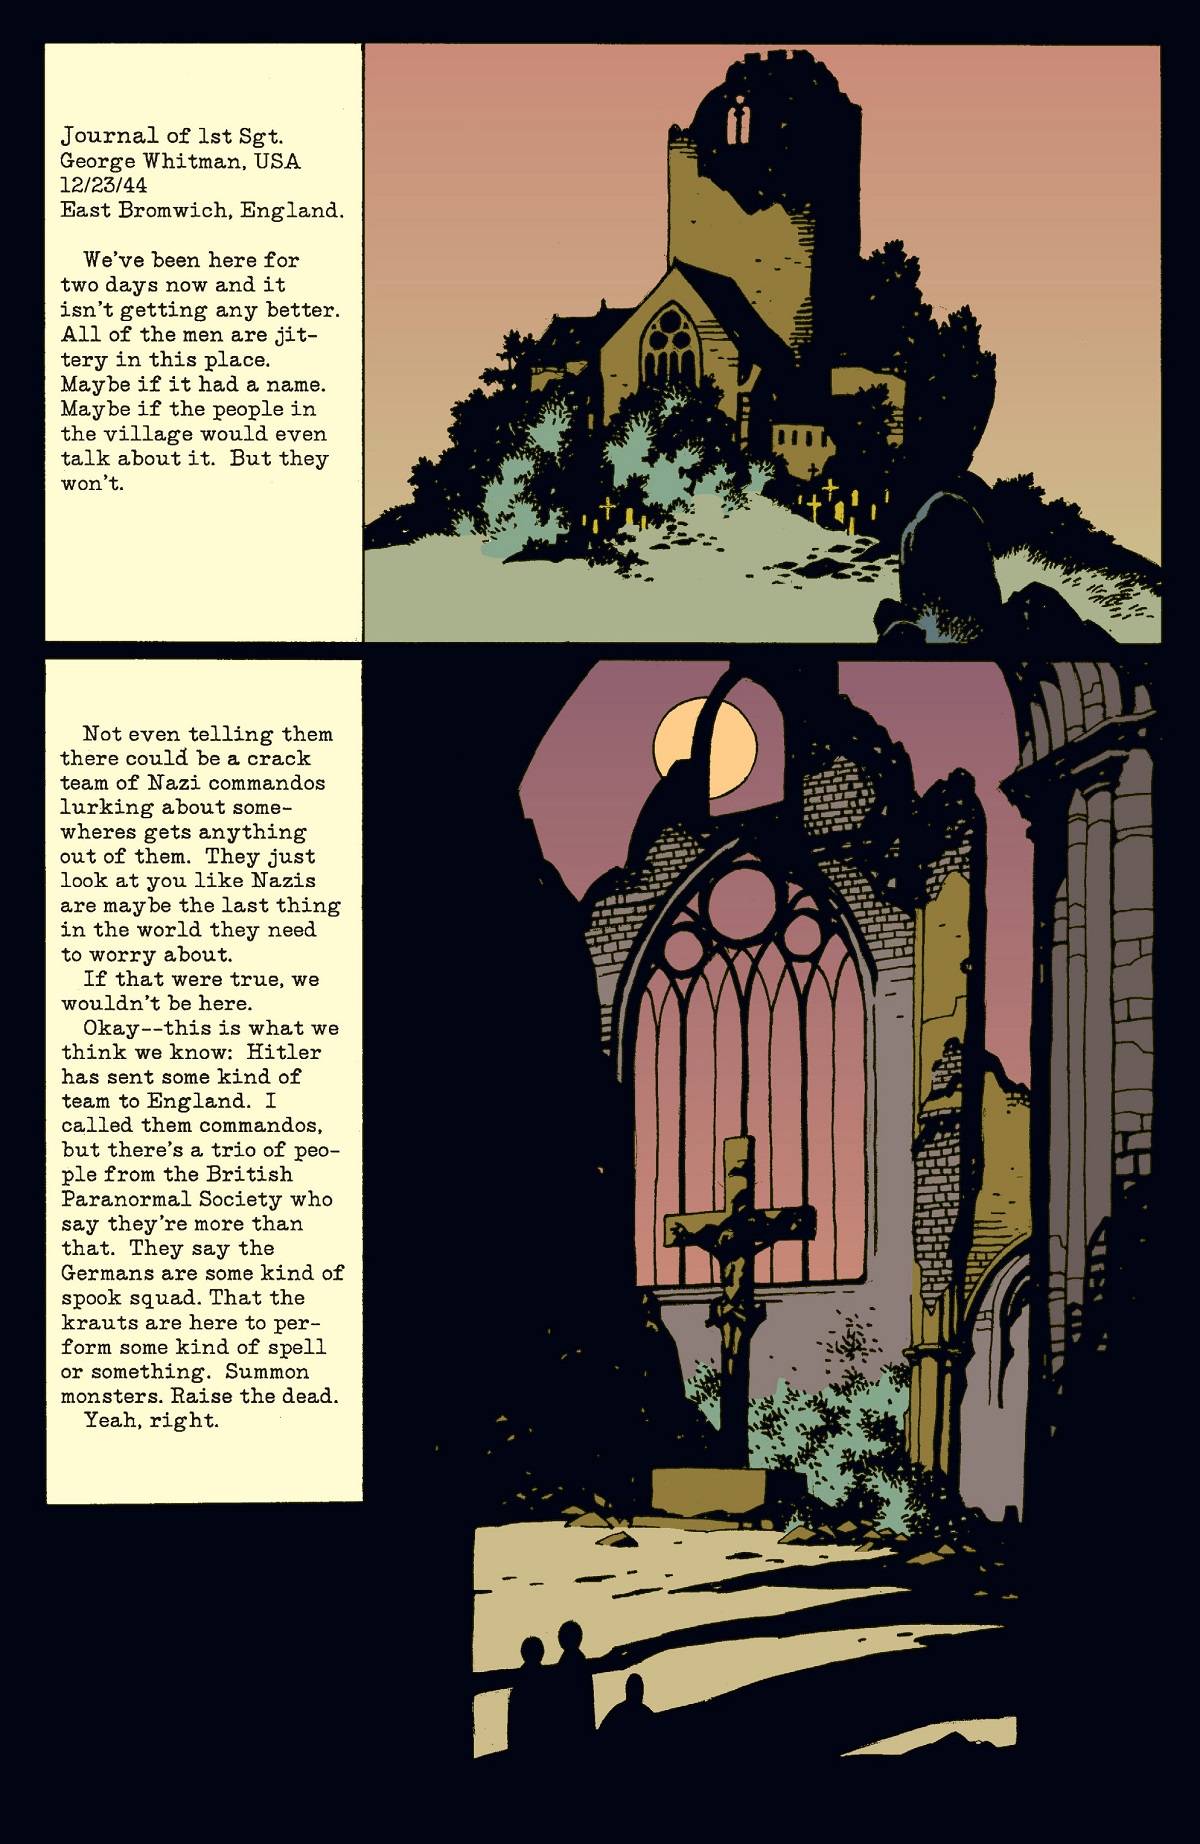 Journal of 1st Sgt.
George Whitman, USA
12/23/44
East Bromwich, England.
We've been here for
two days now and it
isn't getting any better.
All of the men are jit-
tery in this place.
Maybe if it had a name.
Maybe if the people in
the village would even
talk about it. But they
won't.
Not even telling them
there could be a crack
team of Nazi commandos
lurking about some-
wheres gets anything
out of them. They just
look at you like Nazis
are maybe the last thing
in the world they need
to worry about.
If that were true, we
wouldn't be here.
Okay--this is what we
think we know: Hitler
has sent some kind of
team to England. I
called them commandos,
but there's a trio of peo-
ple from the British
Paranormal Society who
say they're more than
that. They say the
Germans are some kind of
spook squad. That the
krauts are here to per-
form some kind of spell
or something. Summon
monsters. Raise the dead.
Yeah, right.